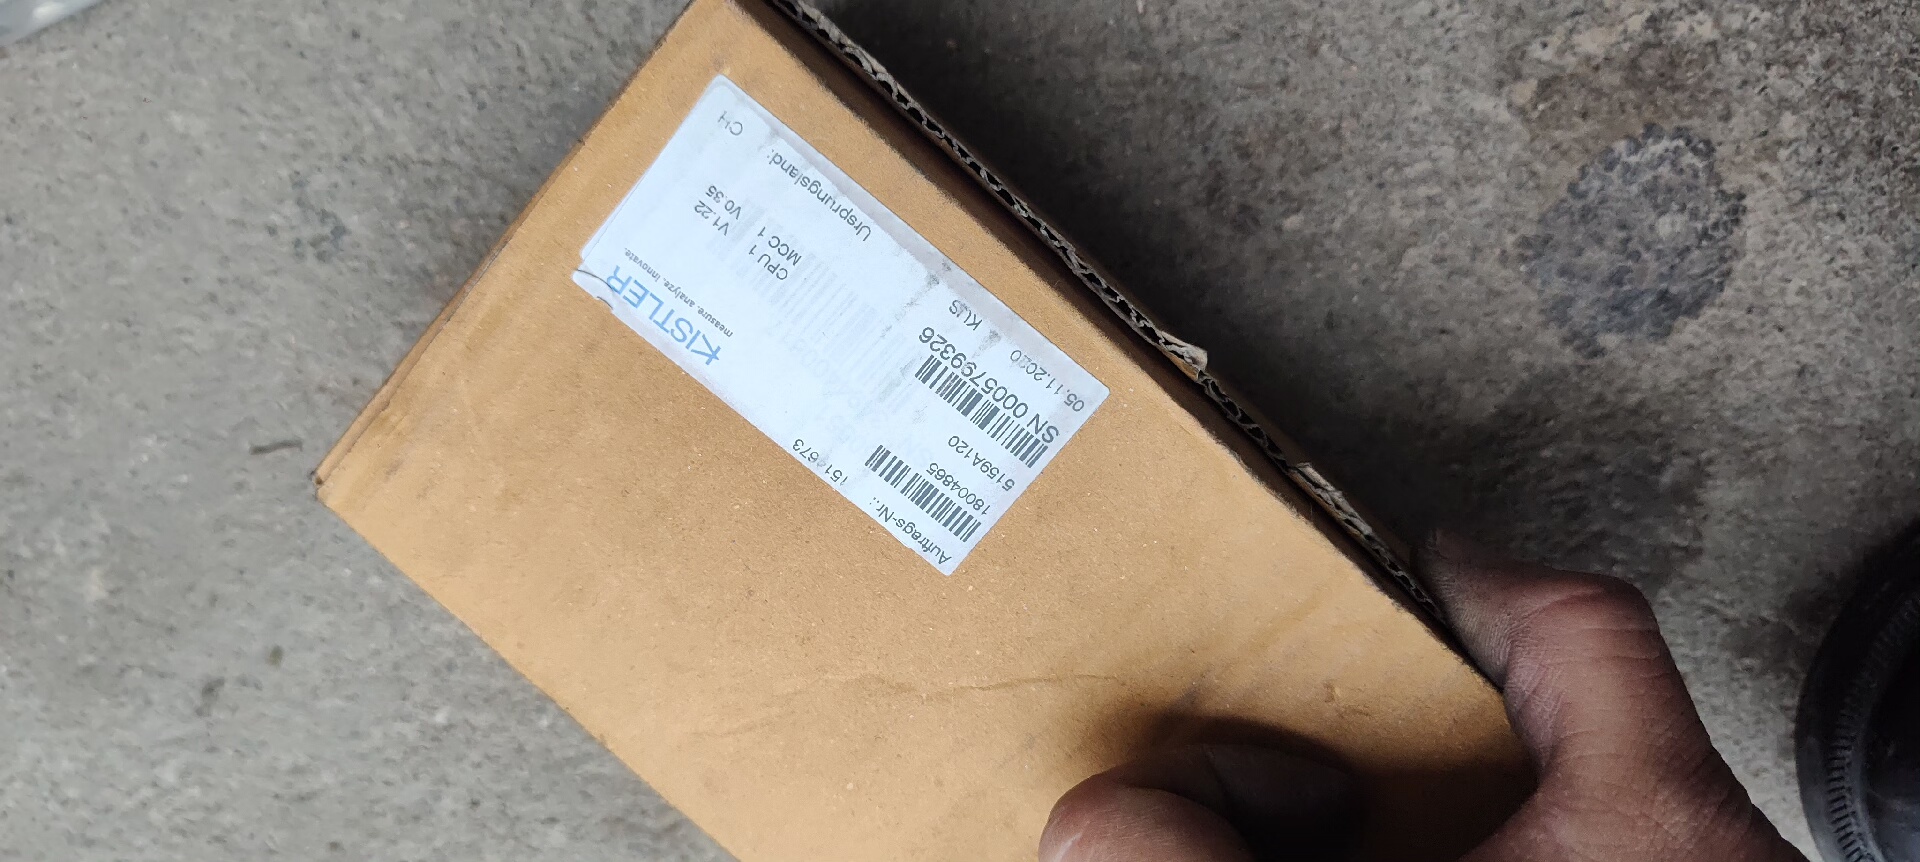 Auftrags-Nr.:
18004865
5159A120
SN 0005799326
05.11.2020 KUS
KISTLER
measure. analyze. innovate.
CPU 1 V1.22
MCC 1 V0.35
Ursprungsland: CH